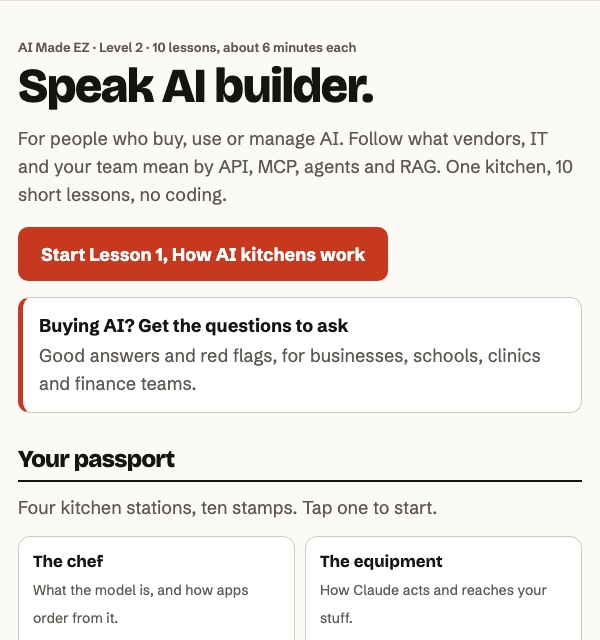 AI Made EZ · Level 2 · 10 lessons, about 6 minutes each
Speak AI builder.
For people who buy, use or manage AI. Follow what vendors, IT
and your team mean by API, MCP, agents and RAG. One kitchen, 10
short lessons, no coding.
Start Lesson 1, How AI kitchens work
Buying AI? Get the questions to ask
Good answers and red flags, for businesses, schools, clinics
and finance teams.
Your passport
Four kitchen stations, ten stamps. Tap one to start.
The chef
What the model is, and how apps
order from it.
The equipment
How Claude acts and reaches your
stuff.